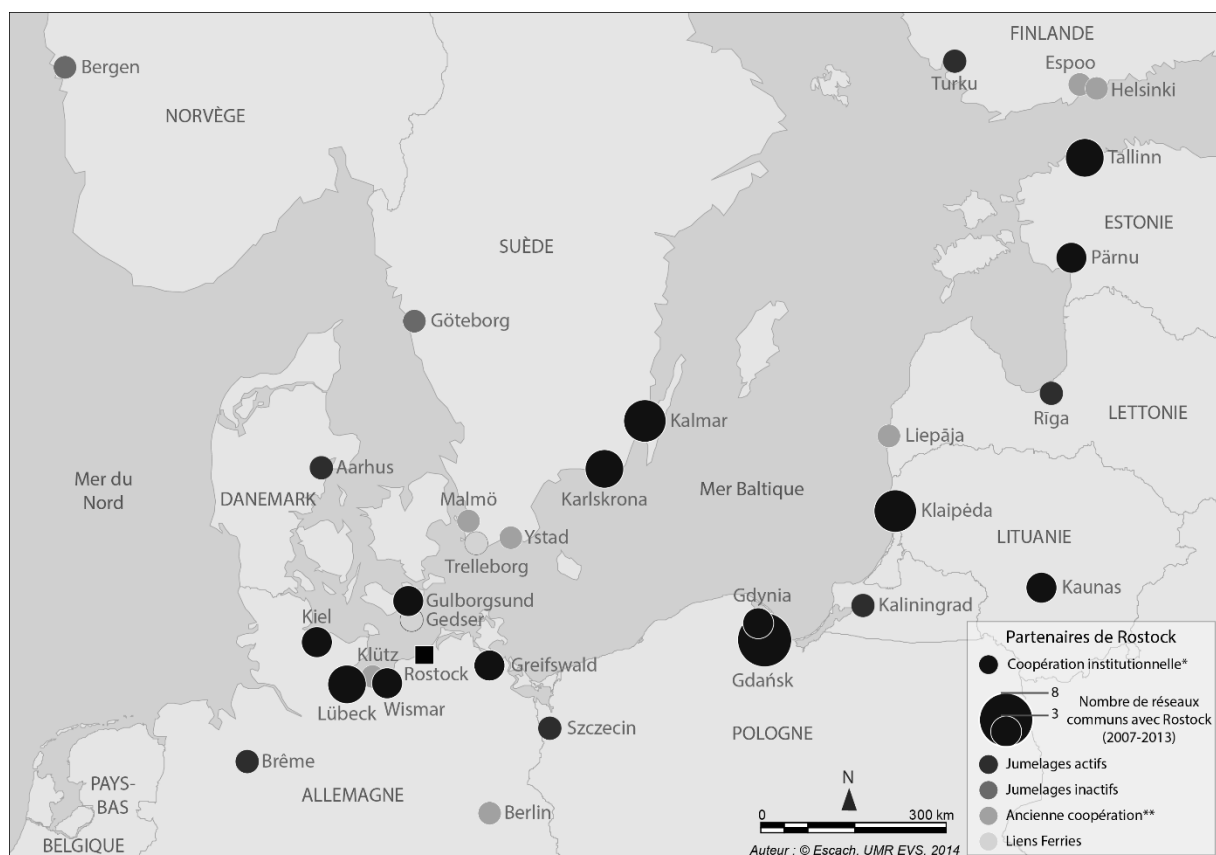 FINLANDE
Bergen
Espoo
Turku
Helsinki
NORVÈGE
Tallinn
ESTONIE
SUÈDE
Pärnu
Göteborg
Rīga
LETTONIE
Kalmar
Liepāja
Aarhus
Mer du
Nord
DANEMARK
Malmö
Karlskrona
Mer Baltique
Klaipėda
Ystad
LITUANIE
Trelleborg
Gulborgsund
Gdynia
Kaliningrad
Kaunas
Kiel
Gedser
Klütz
Rostock
Greifswald
Lübeck
Wismar
Gdańsk
Szczecin
POLOGNE
Brême
PAYS-
BAS
ALLEMAGNE
Berlin
BELGIQUE
N
0 300 km
Auteur : © Escach, UMR EVS, 2014
Partenaires de Rostock
Coopération institutionnelle*
8
3
Nombre de réseaux
communs avec Rostock
(2007-2013)
Jumelages actifs
Jumelages inactifs
Ancienne coopération**
Liens Ferries